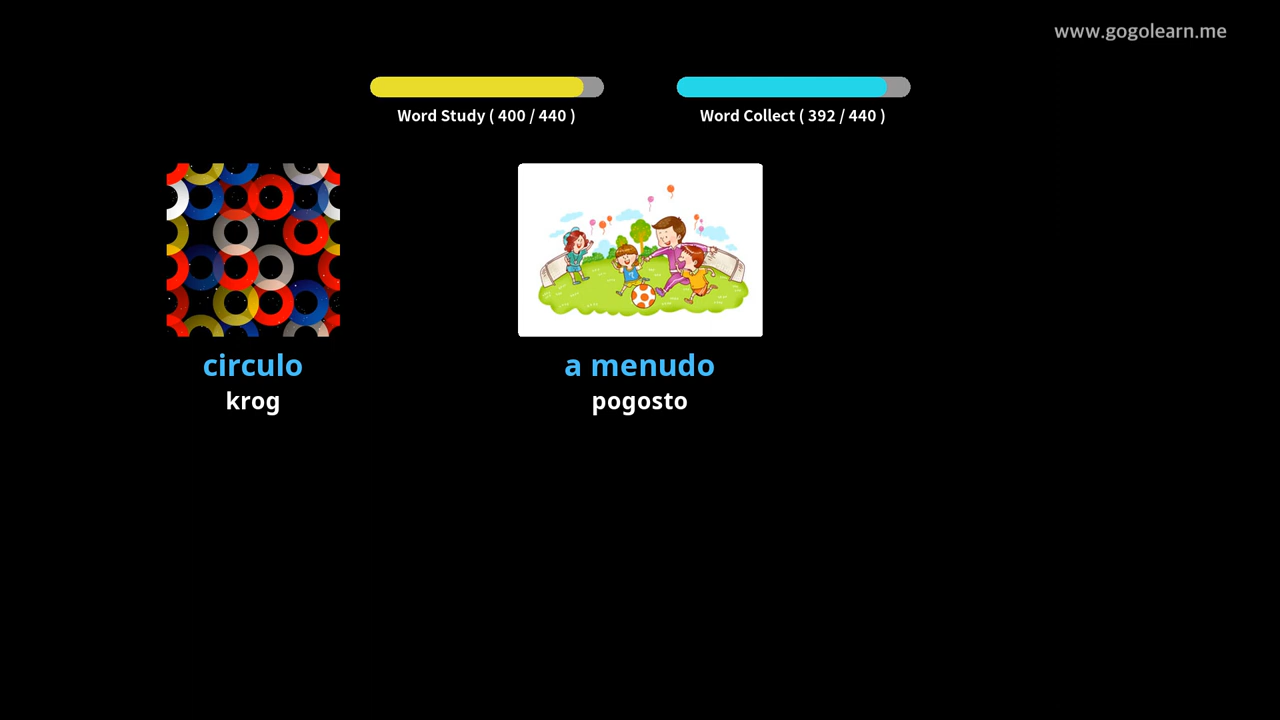 www.gogolearn.me
Word Study ( 400 / 440 )
Word Collect ( 392 / 440 )
circulo
krog
a menudo
pogosto